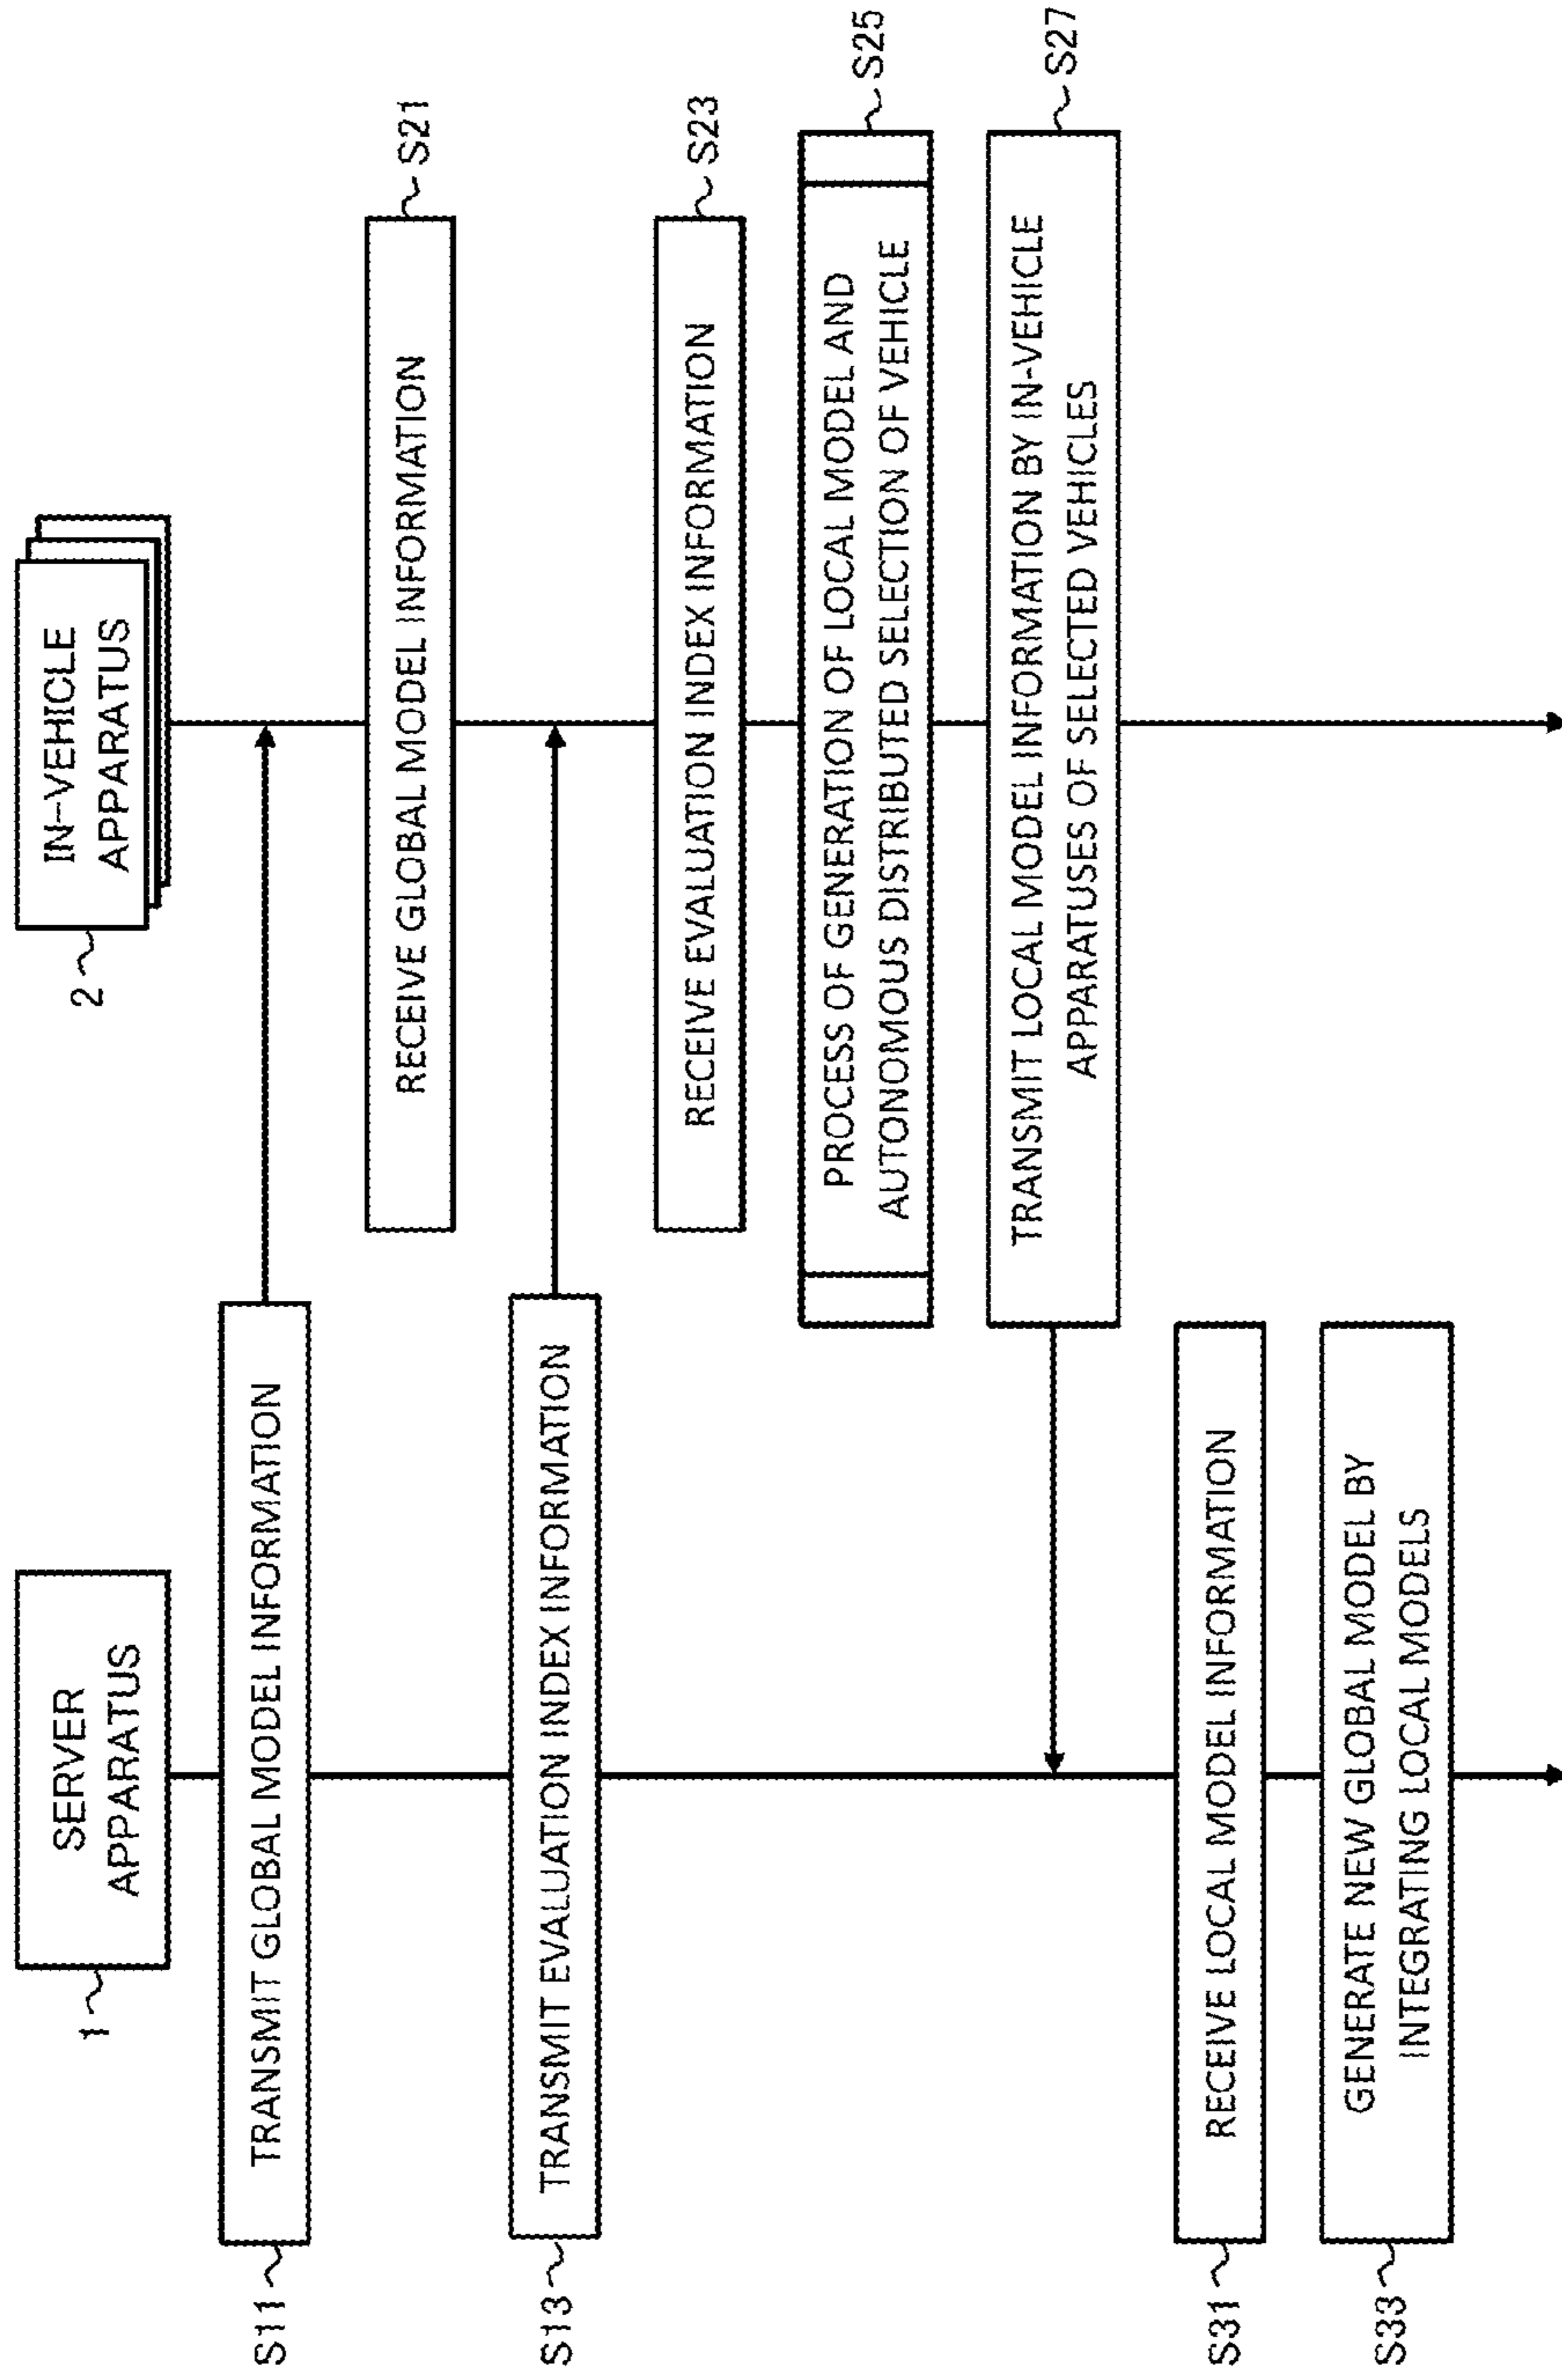 SERVER
APPARATUS
1
IN-VEHICLE
APPARATUS
2
S11
TRANSMIT GLOBAL MODEL INFORMATION
RECEIVE GLOBAL MODEL INFORMATION
S21
S13
TRANSMIT EVALUATION INDEX INFORMATION
RECEIVE EVALUATION INDEX INFORMATION
S23
PROCESS OF GENERATION OF LOCAL MODEL AND
AUTONOMOUS DISTRIBUTED SELECTION OF VEHICLE
S25
TRANSMIT LOCAL MODEL INFORMATION BY IN-VEHICLE
APPARATUSES OF SELECTED VEHICLES
S27
S31
RECEIVE LOCAL MODEL INFORMATION
S33
GENERATE NEW GLOBAL MODEL BY
INTEGRATING LOCAL MODELS